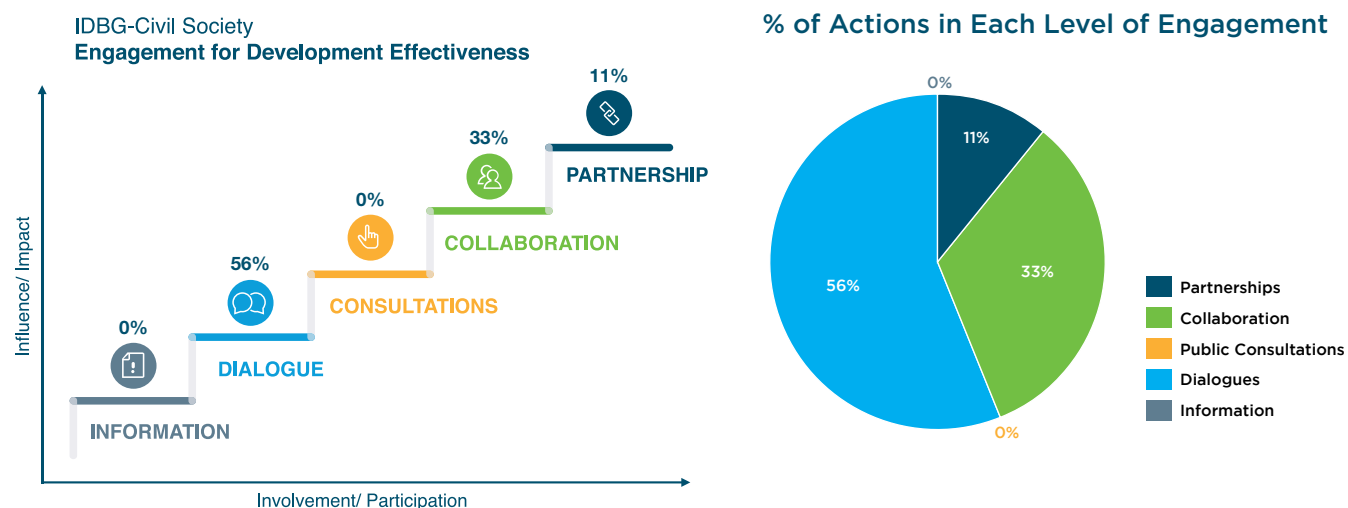 IDBG-Civil Society
Engagement for Development Effectiveness
11%
PARTNERSHIP
33%
COLLABORATION
0%
CONSULTATIONS
56%
DIALOGUE
0%
INFORMATION
Influence/ Impact
Involvement/ Participation
% of Actions in Each Level of Engagement
0%
11%
33%
56%
0%
Partnerships
Collaboration
Public Consultations
Dialogues
Information